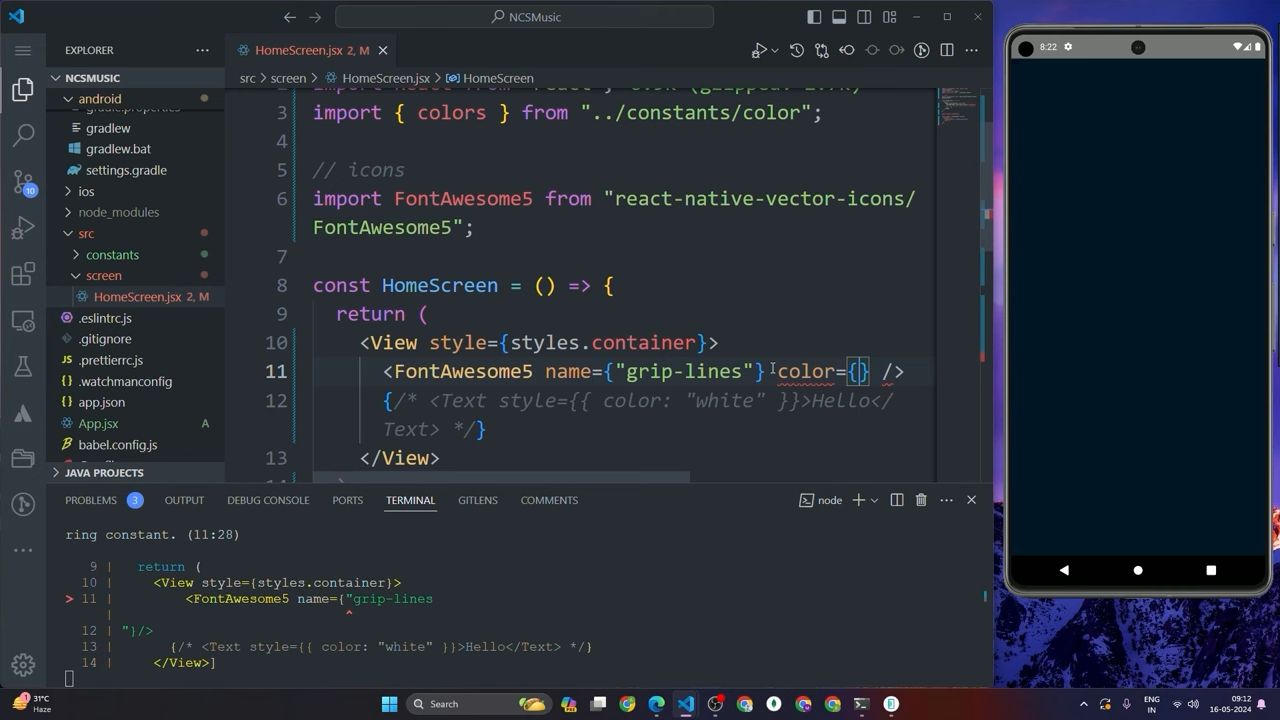 NCSMusic
8:22
EXPLORER
HomeScreen.jsx 2, M
NCSMUSIC
src > screen > HomeScreen.jsx > HomeScreen
android
gradlew
gradlew.bat
settings.gradle
ios
node_modules
src
constants
screen
HomeScreen.jsx 2, M
.eslintrc.js
.gitignore
.prettierrc.js
.watchmanconfig
app.json
App.jsx A
babel.config.js
JAVA PROJECTS
10
3 import { colors } from "../constants/color";
4
5 // icons
6 import FontAwesome5 from "react-native-vector-icons/
FontAwesome5";
7
8 const HomeScreen = () => {
9 return (
10 <View style={styles.container}>
11 <FontAwesome5 name={"grip-lines"} color={} />
12 {/* <Text style={{ color: "white" }}>Hello</
Text> */}
13 </View>
PROBLEMS 3 OUTPUT DEBUG CONSOLE PORTS TERMINAL GITLENS COMMENTS node
ring constant. (11:28)
9 | return (
10 | <View style={styles.container}>
> 11 | <FontAwesome5 name={"grip-lines
| ^
12 | "}/>
13 | {/* <Text style={{ color: "white" }}>Hello</Text> */}
14 | </View>]
31°C
Haze
Search
ENG
IN
09:12
16-05-2024